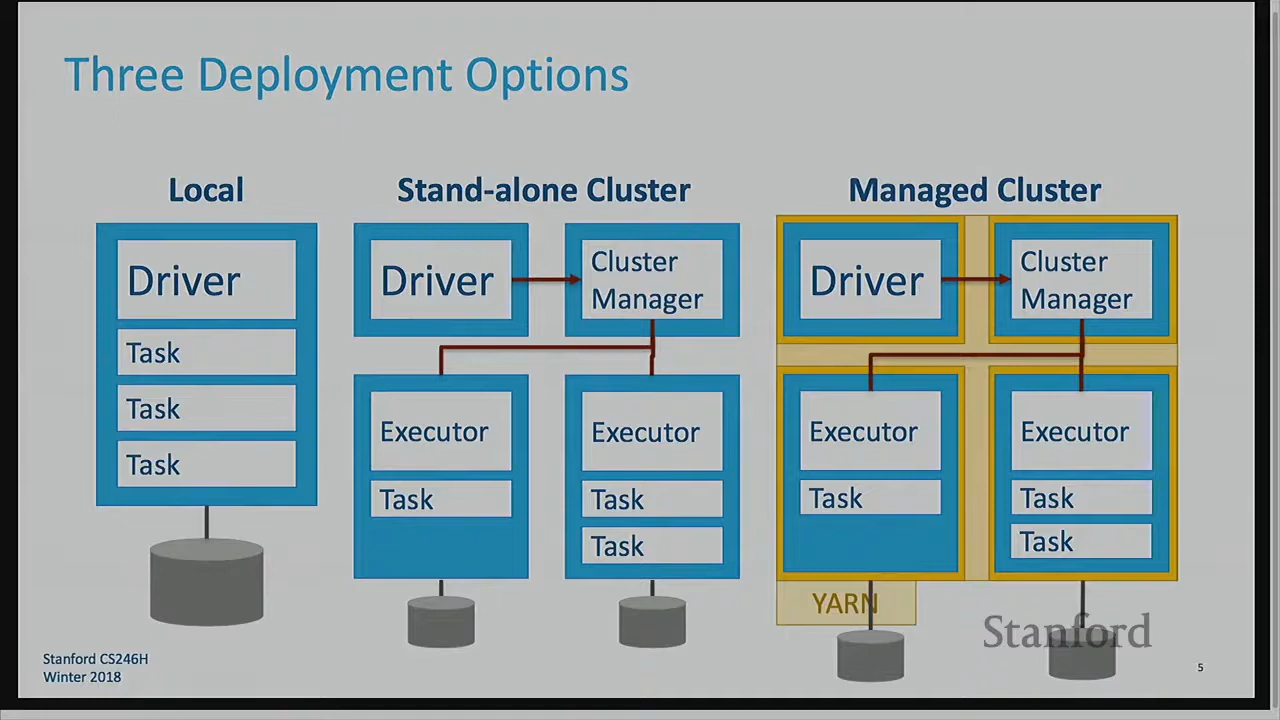 Three Deployment Options
Local
Driver
Task
Task
Task
Stand-alone Cluster
Driver
Cluster
Manager
Executor
Task
Executor
Task
Task
Managed Cluster
Driver
Cluster
Manager
Executor
Task
Executor
Task
Task
YARN
Stanford
Stanford CS246H
Winter 2018
5